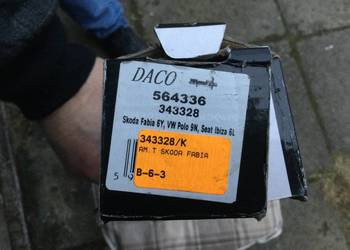 DACO
564336
343328
Skoda Fabia 6Y, VW Polo 9N, Seat Ibiza 6L
343328/K
AM.T SKODA FABIA
B-6-3
5 9